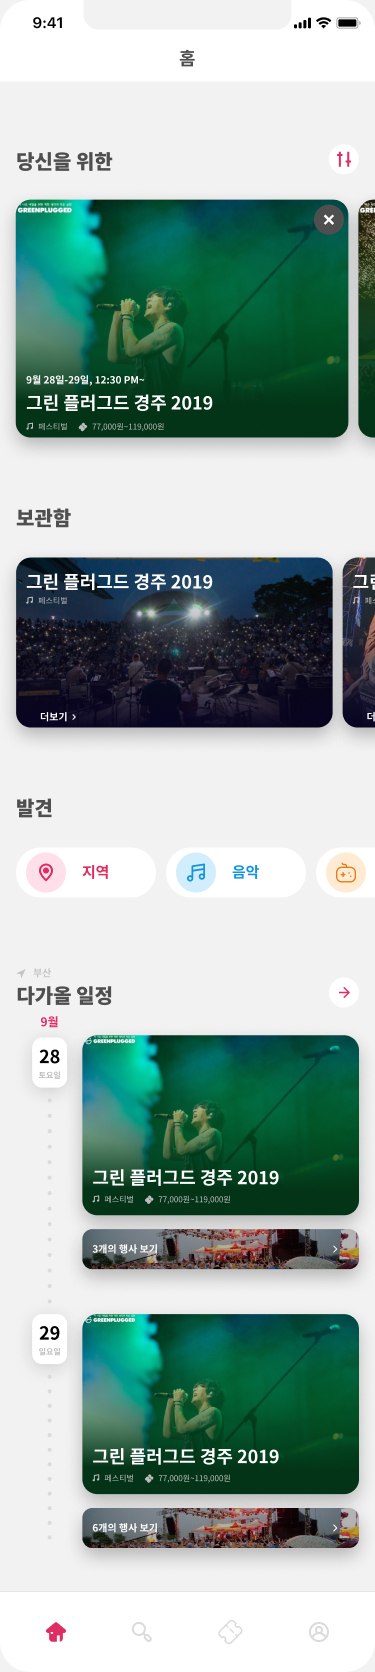 9:41
홈
당신을 위한
GREENPLUGGED
9월 28일-29일, 12:30 PM~
그린 플러그드 경주 2019
페스티벌 77,000원~119,000원
보관함
그린 플러그드 경주 2019
페스티벌
더보기
발견
지역
음악
부산
다가올 일정
9월
28
토요일
GREENPLUGGED
그린 플러그드 경주 2019
페스티벌 77,000원~119,000원
3개의 행사 보기
29
일요일
GREENPLUGGED
그린 플러그드 경주 2019
페스티벌 77,000원~119,000원
6개의 행사 보기